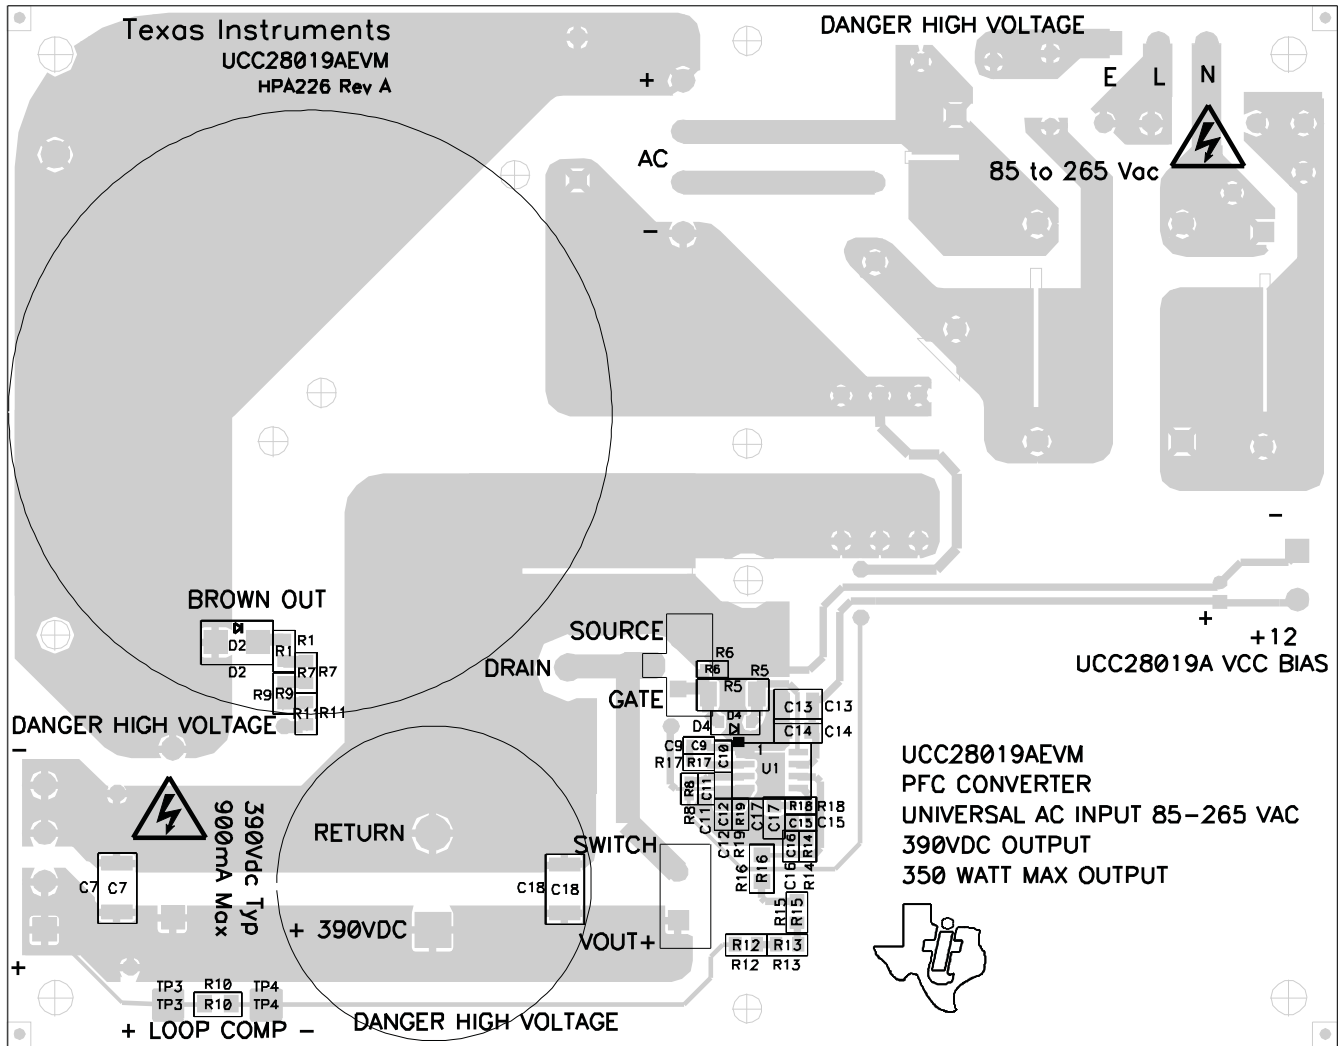 Texas Instruments
UCC28019AEVM
HPA226 Rev A
DANGER HIGH VOLTAGE
E L N
+
AC
85 to 265 Vac
-
-
+
+12
UCC28019A VCC BIAS
BROWN OUT
D2
D2
R1
R1
R7 R7
R9 R9
R11 R11
DANGER HIGH VOLTAGE
-
SOURCE
DRAIN
GATE
R6
R6
R5
R5
D4
D4
C13 C13
C14 C14
C9 C9
R17 R17
C10
1
U1
R8
R8
C11
C11
C12
C12
R19
R19
C17
C17
R18 R18
C15 C15
C16
C16
R14
R14
R16
R16
R15
R15
R12
R12
R13
R13
UCC28019AEVM
PFC CONVERTER
UNIVERSAL AC INPUT 85-265 VAC
390VDC OUTPUT
350 WATT MAX OUTPUT
390Vdc Typ
900mA Max
RETURN
SWITCH
C7 C7
C18 C18
+ 390VDC
VOUT+
+
TP3 R10 TP4
TP3 R10 TP4
+ LOOP COMP -
DANGER HIGH VOLTAGE